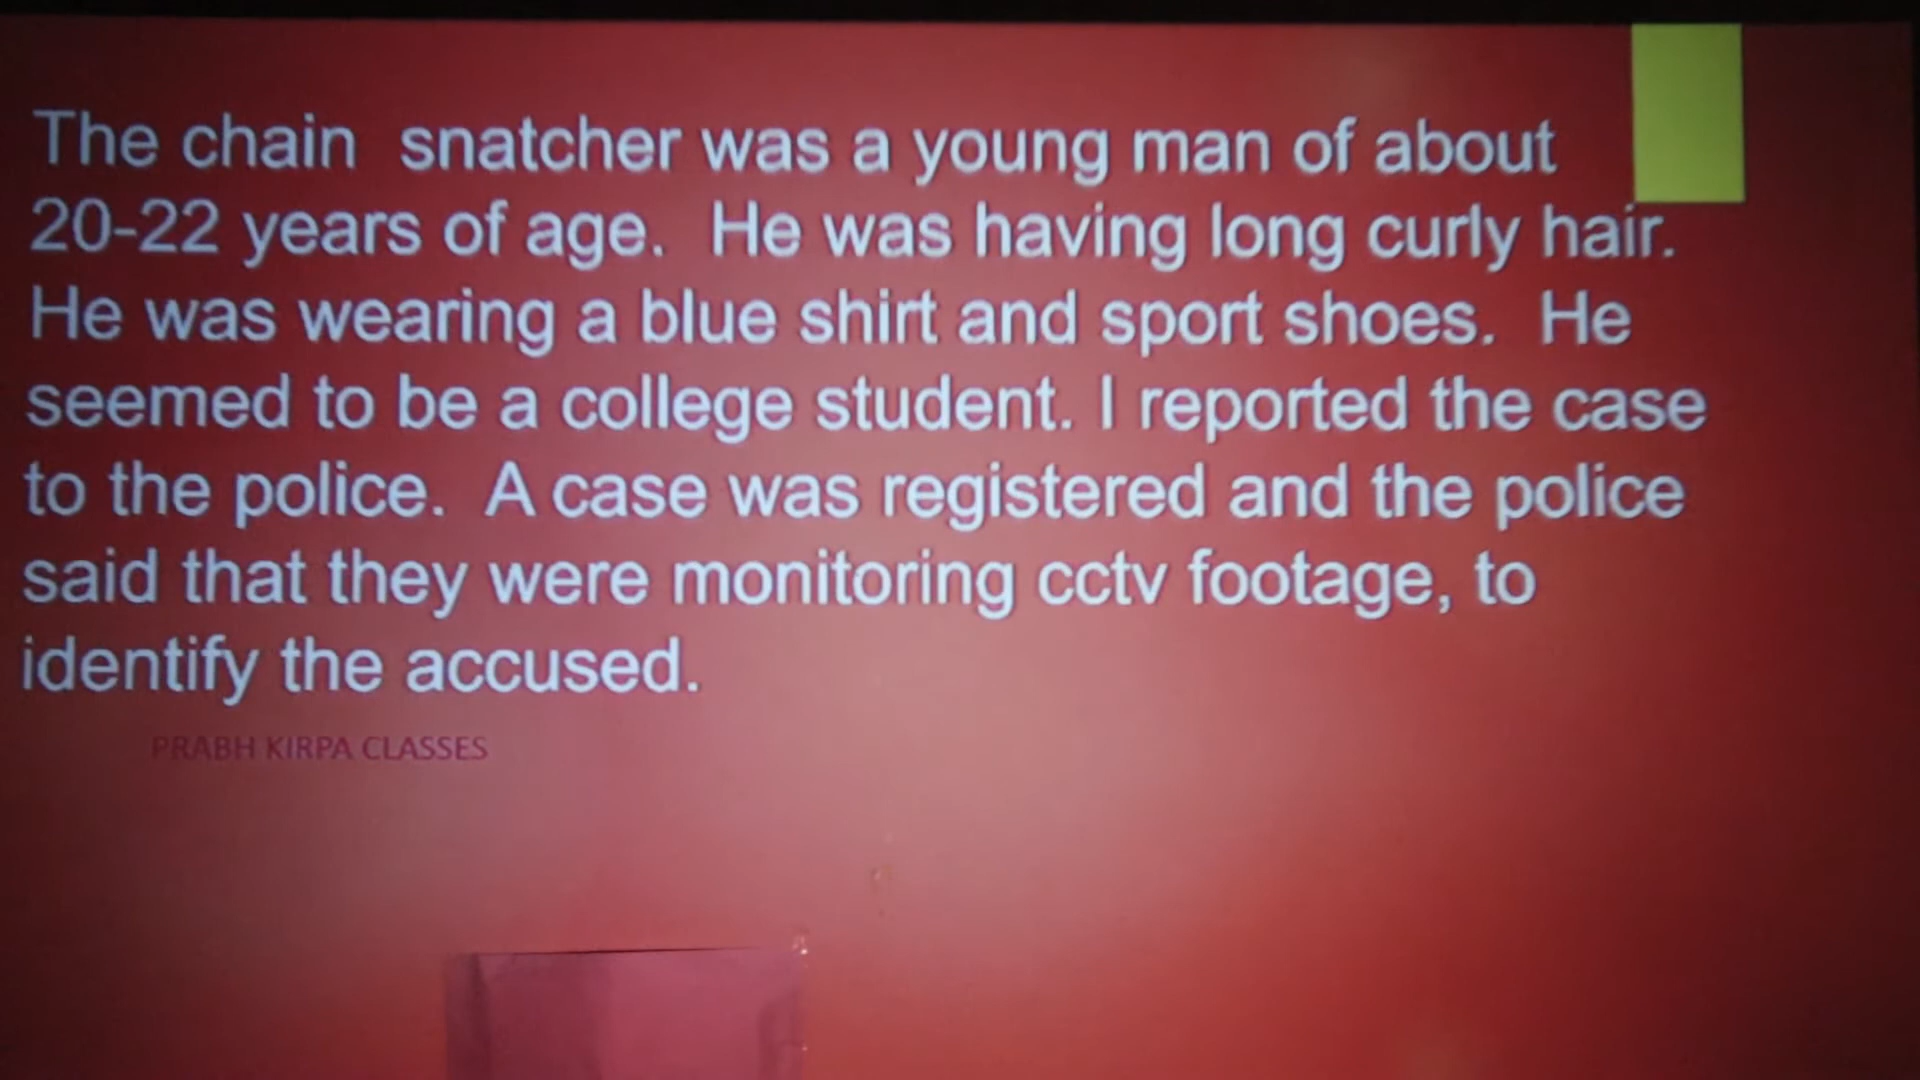 The chain snatcher was a young man of about
20-22 years of age. He was having long curly hair.
He was wearing a blue shirt and sport shoes. He
seemed to be a college student. I reported the case
to the police. A case was registered and the police
said that they were monitoring cctv footage, to
identify the accused.
PRABH KIRPA CLASSES